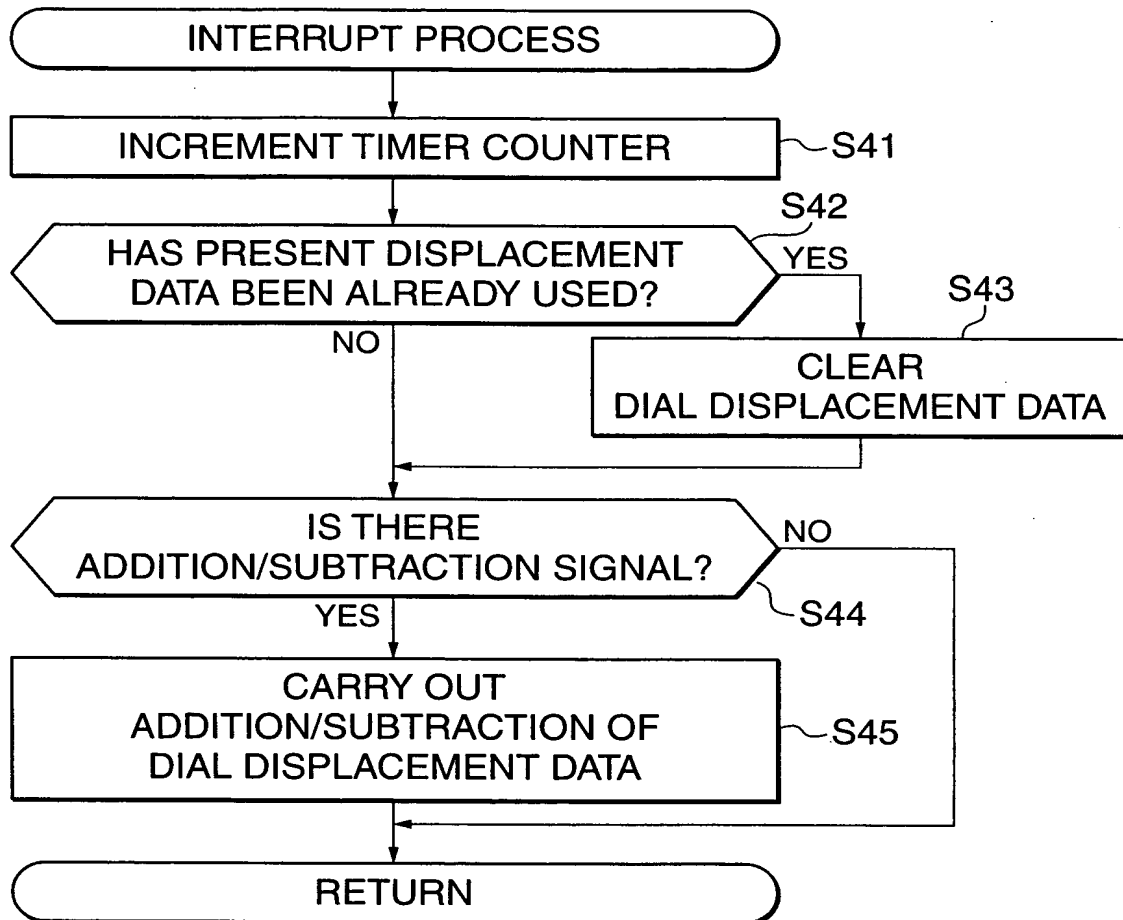 INTERRUPT PROCESS
INCREMENT TIMER COUNTER
S41
S42
HAS PRESENT DISPLACEMENT
DATA BEEN ALREADY USED?
YES
NO
S43
CLEAR
DIAL DISPLACEMENT DATA
IS THERE
ADDITION/SUBTRACTION SIGNAL?
NO
YES
S44
CARRY OUT
ADDITION/SUBTRACTION OF
DIAL DISPLACEMENT DATA
S45
RETURN